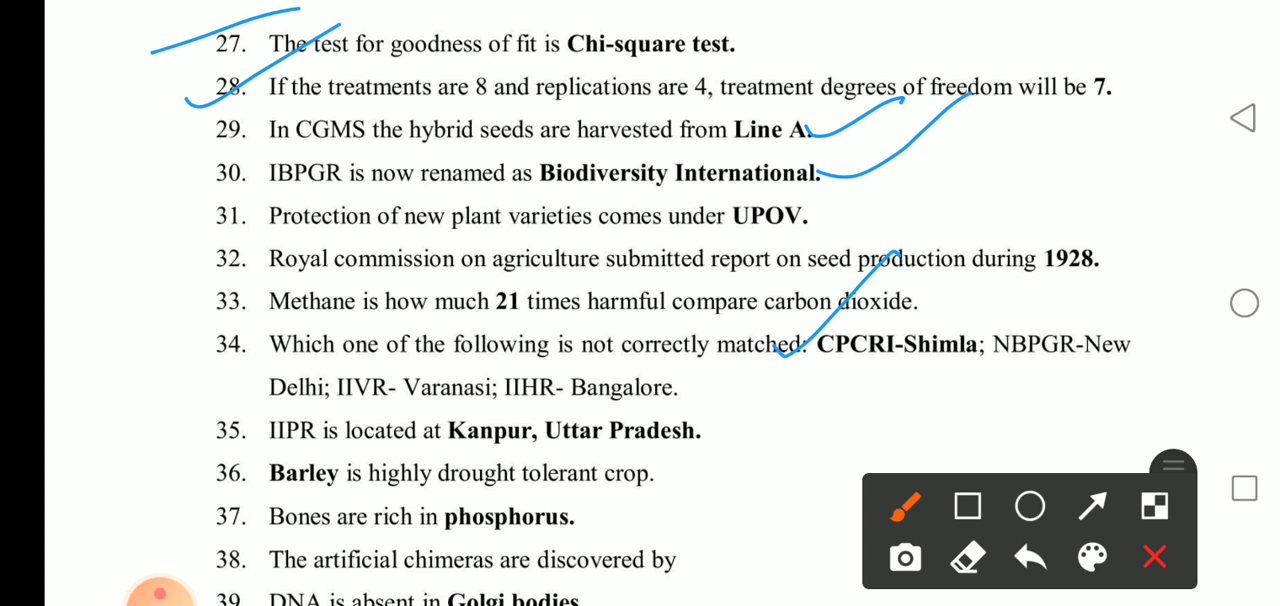 27. The test for goodness of fit is Chi-square test.
28. If the treatments are 8 and replications are 4, treatment degrees of freedom will be 7.
29. In CGMS the hybrid seeds are harvested from Line A.
30. IBPGR is now renamed as Biodiversity International.
31. Protection of new plant varieties comes under UPOV.
32. Royal commission on agriculture submitted report on seed production during 1928.
33. Methane is how much 21 times harmful compare carbon dioxide.
34. Which one of the following is not correctly matched: CPCRI-Shimla; NBPGR-New
Delhi; IIVR- Varanasi; IIHR- Bangalore.
35. IIPR is located at Kanpur, Uttar Pradesh.
36. Barley is highly drought tolerant crop.
37. Bones are rich in phosphorus.
38. The artificial chimeras are discovered by
39. DNA is absent in Golgi bodies